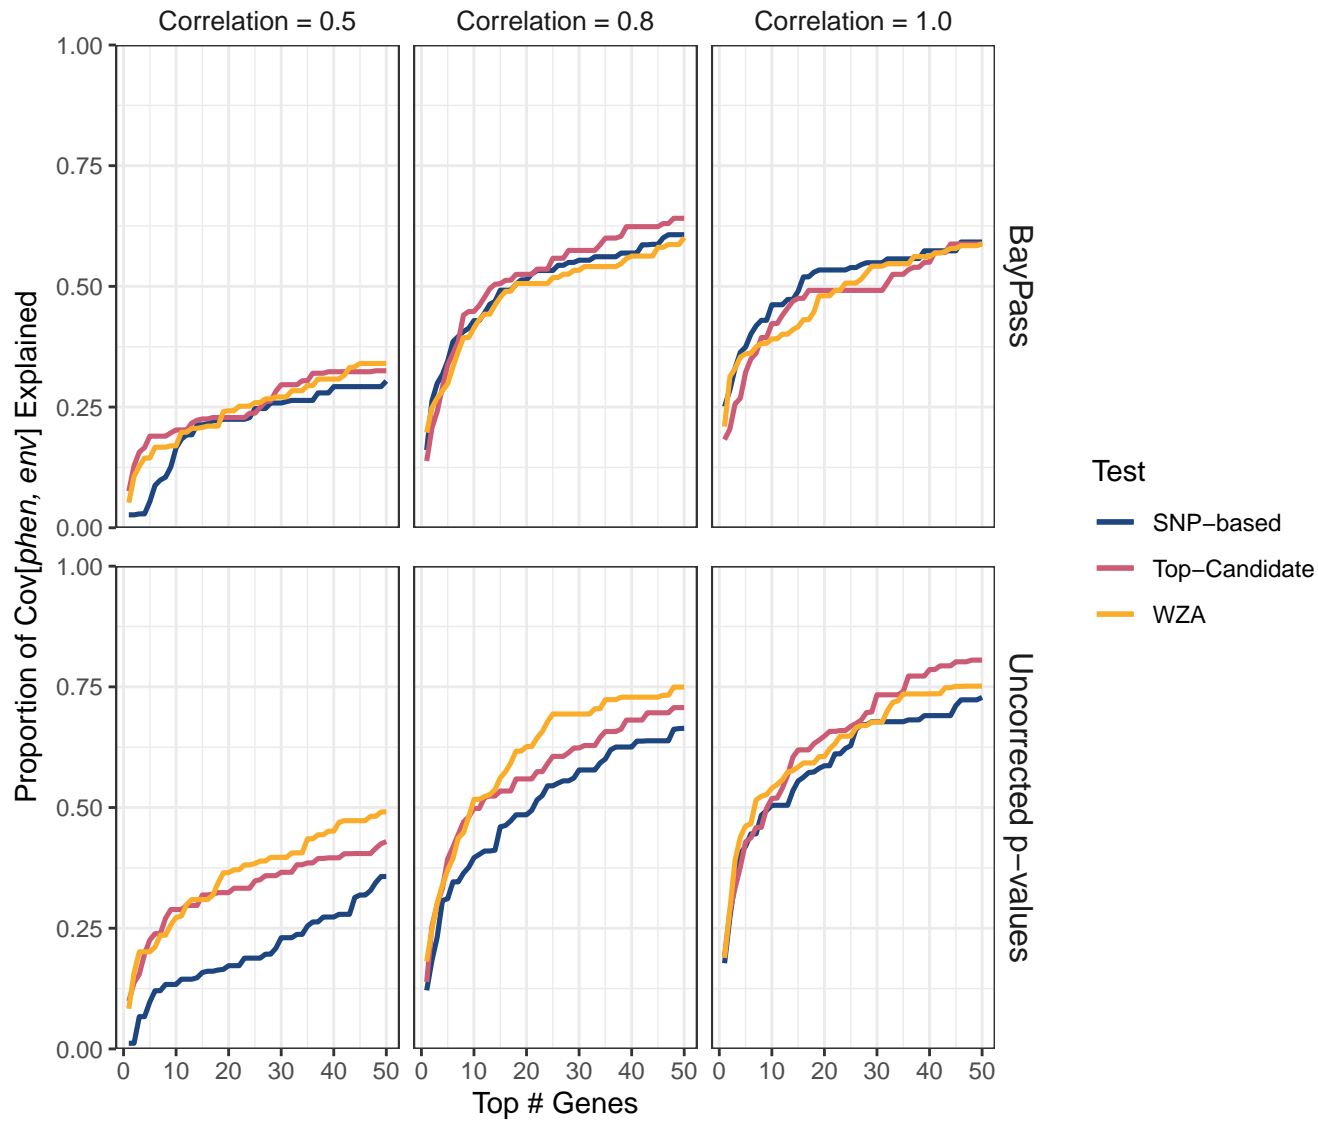 Correlation = 0.5
Correlation = 0.8
Correlation = 1.0
Proportion of Cov[phen, env] Explained
1.00
0.75
0.50
0.25
0.00
BayPass
1.00
0.75
0.50
0.25
0.00
Uncorrected p−values
0 10 20 30 40 50
0 10 20 30 40 50
0 10 20 30 40 50
Top # Genes
Test
SNP−based
Top−Candidate
WZA